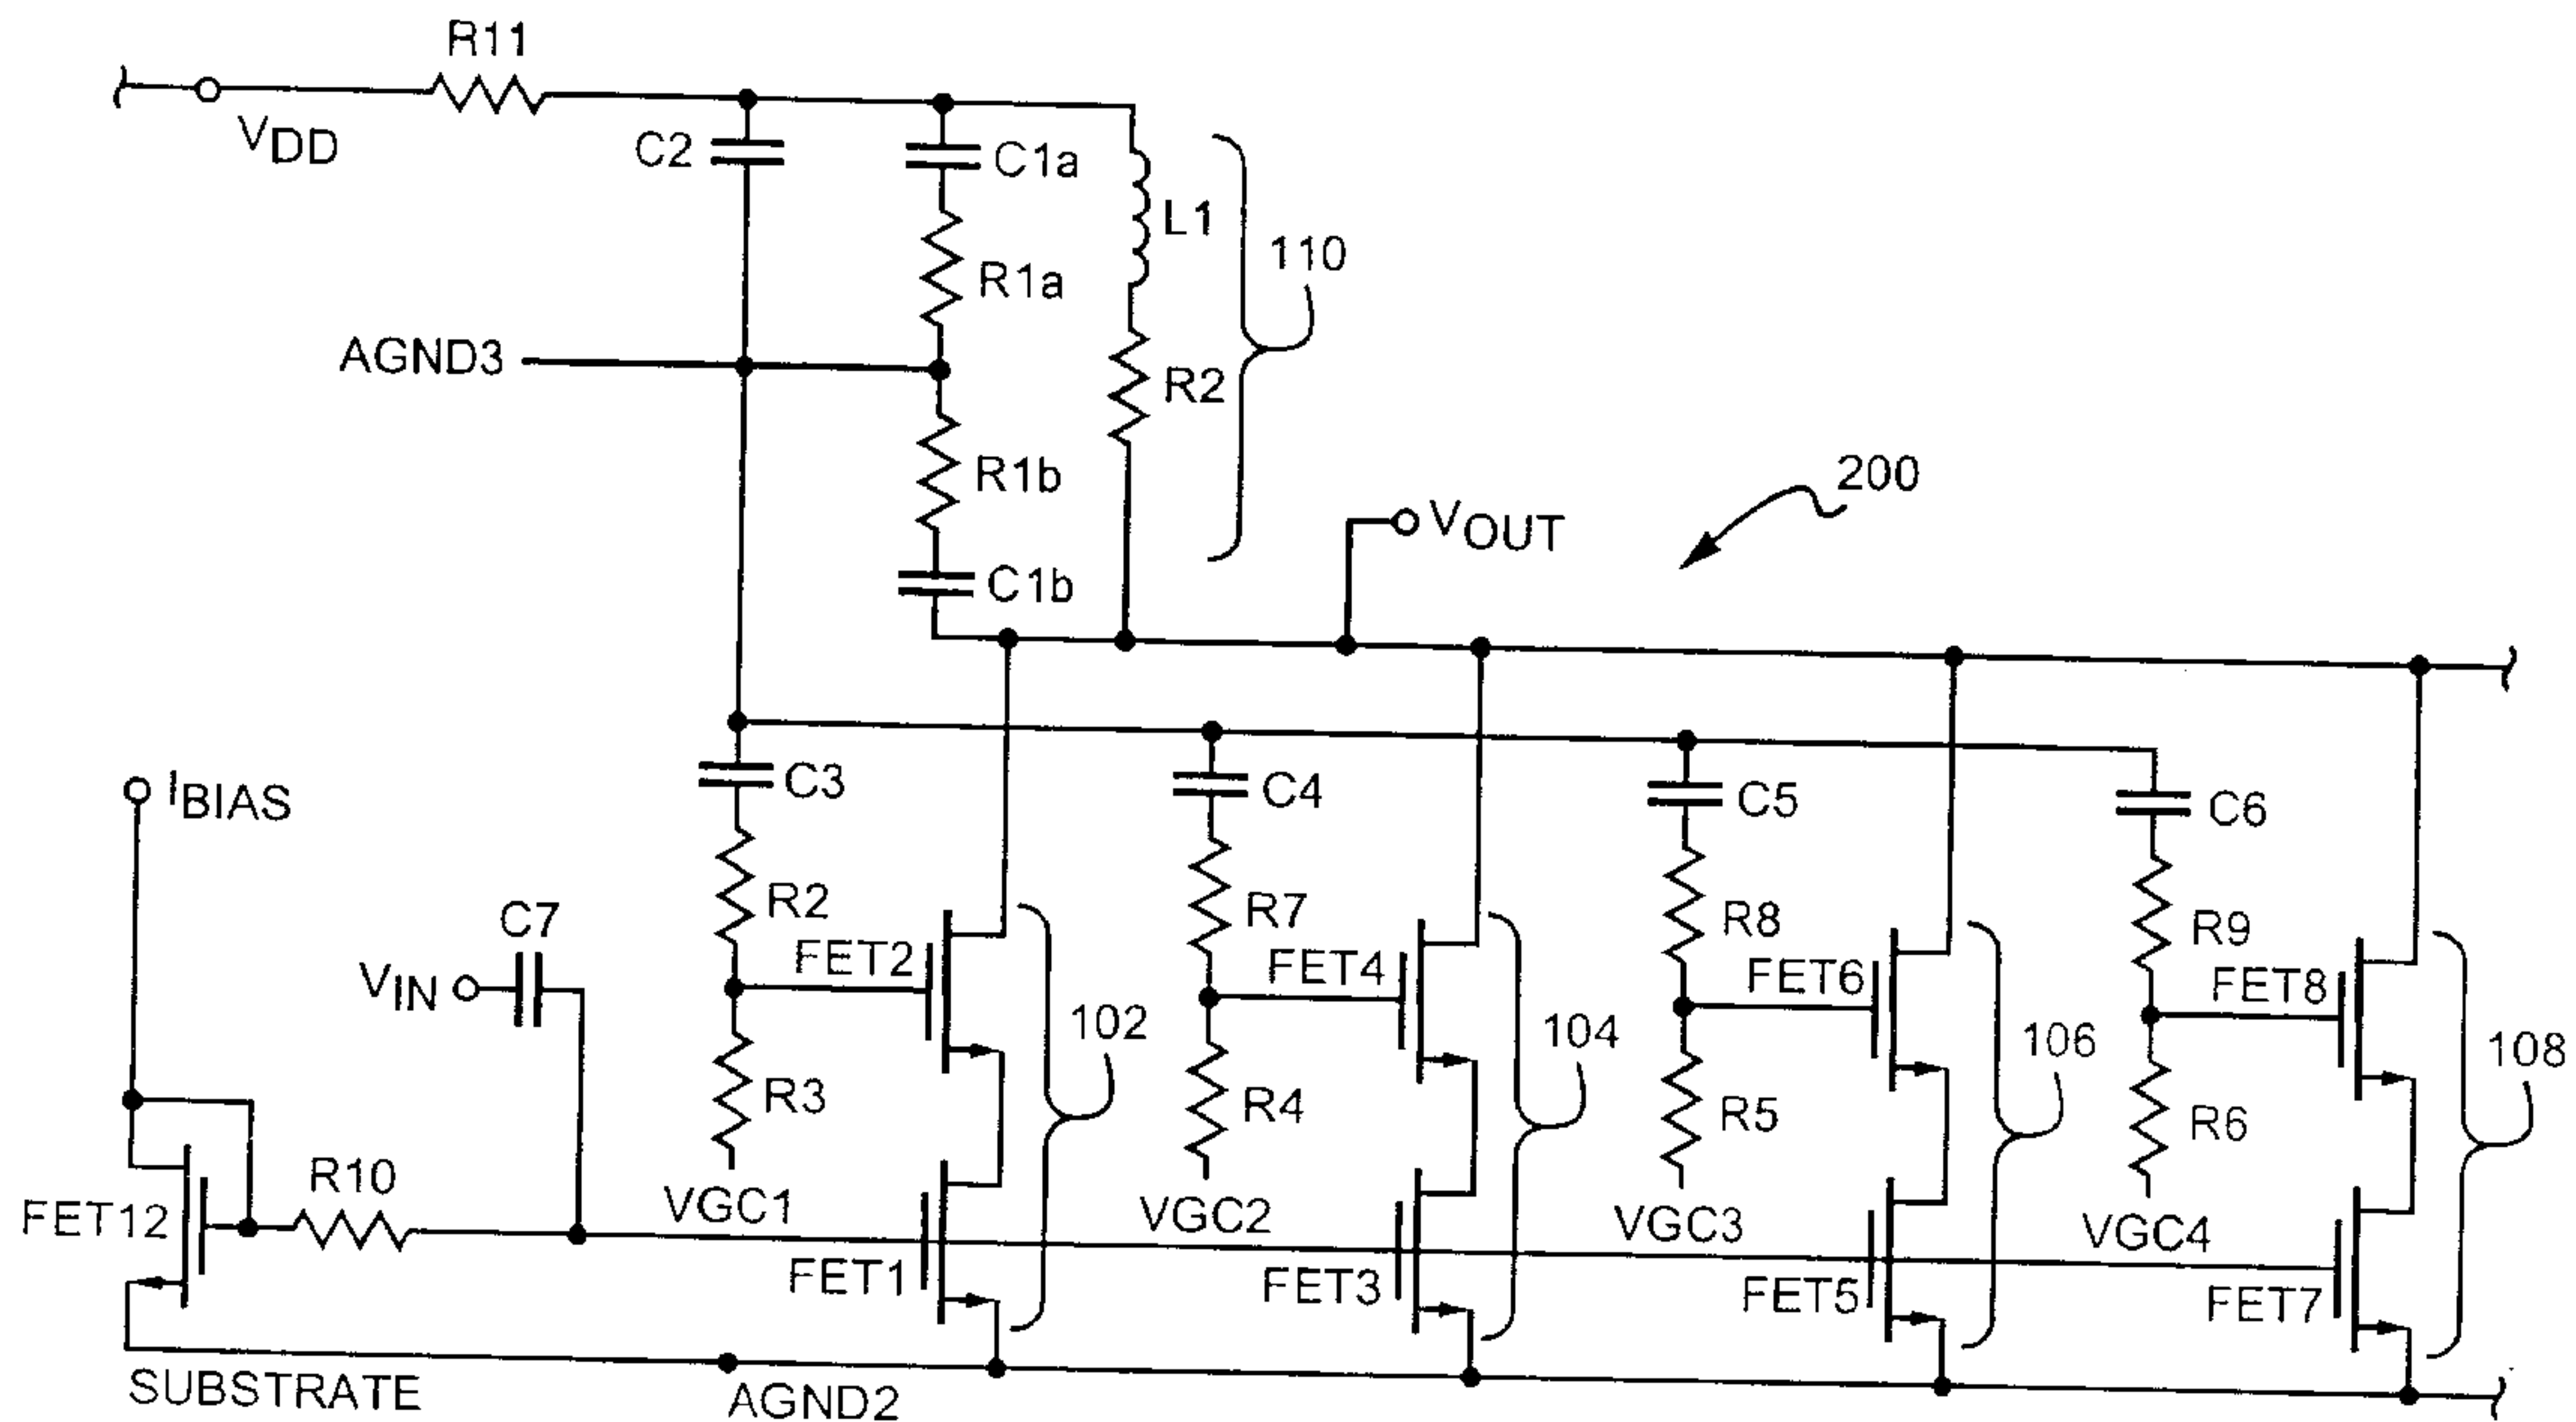 R11
VDD
C2
C1a
L1
R1a
110
AGND3
R2
R1b
200
VOUT
C1b
IBIAS
C3
C4
C5
C6
R2
R7
R8
R9
C7
VIN
FET2
FET4
FET6
FET8
102
104
106
108
R3
R4
R5
R6
R10
FET12
VGC1
VGC2
VGC3
VGC4
FET1
FET3
FET5
FET7
SUBSTRATE
AGND2